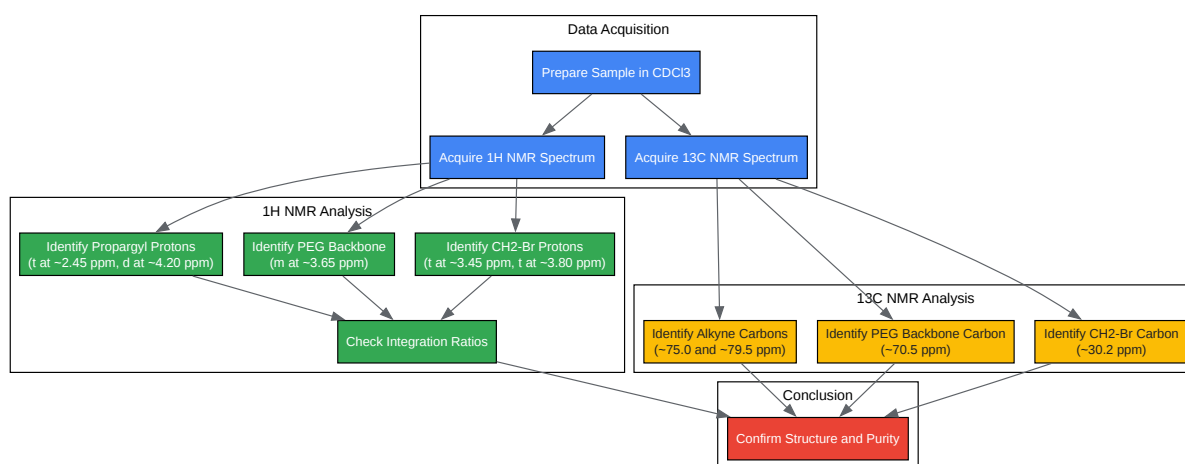 Data Acquisition
Prepare Sample in CDCl3
Acquire 1H NMR Spectrum
Acquire 13C NMR Spectrum
1H NMR Analysis
Identify Propargyl Protons
(t at ~2.45 ppm, d at ~4.20 ppm)
Identify PEG Backbone
(m at ~3.65 ppm)
Identify CH2-Br Protons
(t at ~3.45 ppm, t at ~3.80 ppm)
Check Integration Ratios
13C NMR Analysis
Identify Alkyne Carbons
(~75.0 and ~79.5 ppm)
Identify PEG Backbone Carbon
(~70.5 ppm)
Identify CH2-Br Carbon
(~30.2 ppm)
Conclusion
Confirm Structure and Purity